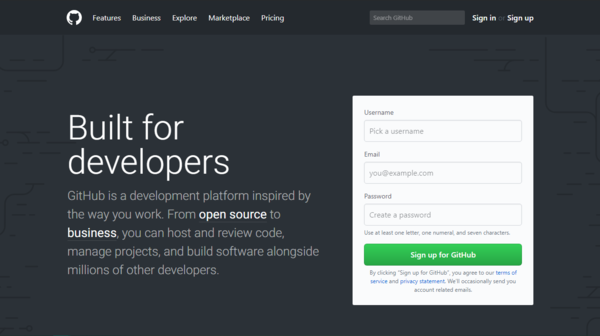 Features Business Explore Marketplace Pricing Search GitHub Sign in or Sign up
Built for
developers
GitHub is a development platform inspired by
the way you work. From open source to
business, you can host and review code,
manage projects, and build software alongside
millions of other developers.
Username
Pick a username
Email
you@example.com
Password
Create a password
Use at least one letter, one numeral, and seven characters.
Sign up for GitHub
By clicking "Sign up for GitHub", you agree to our terms of
service and privacy statement. We'll occasionally send you
account related emails.